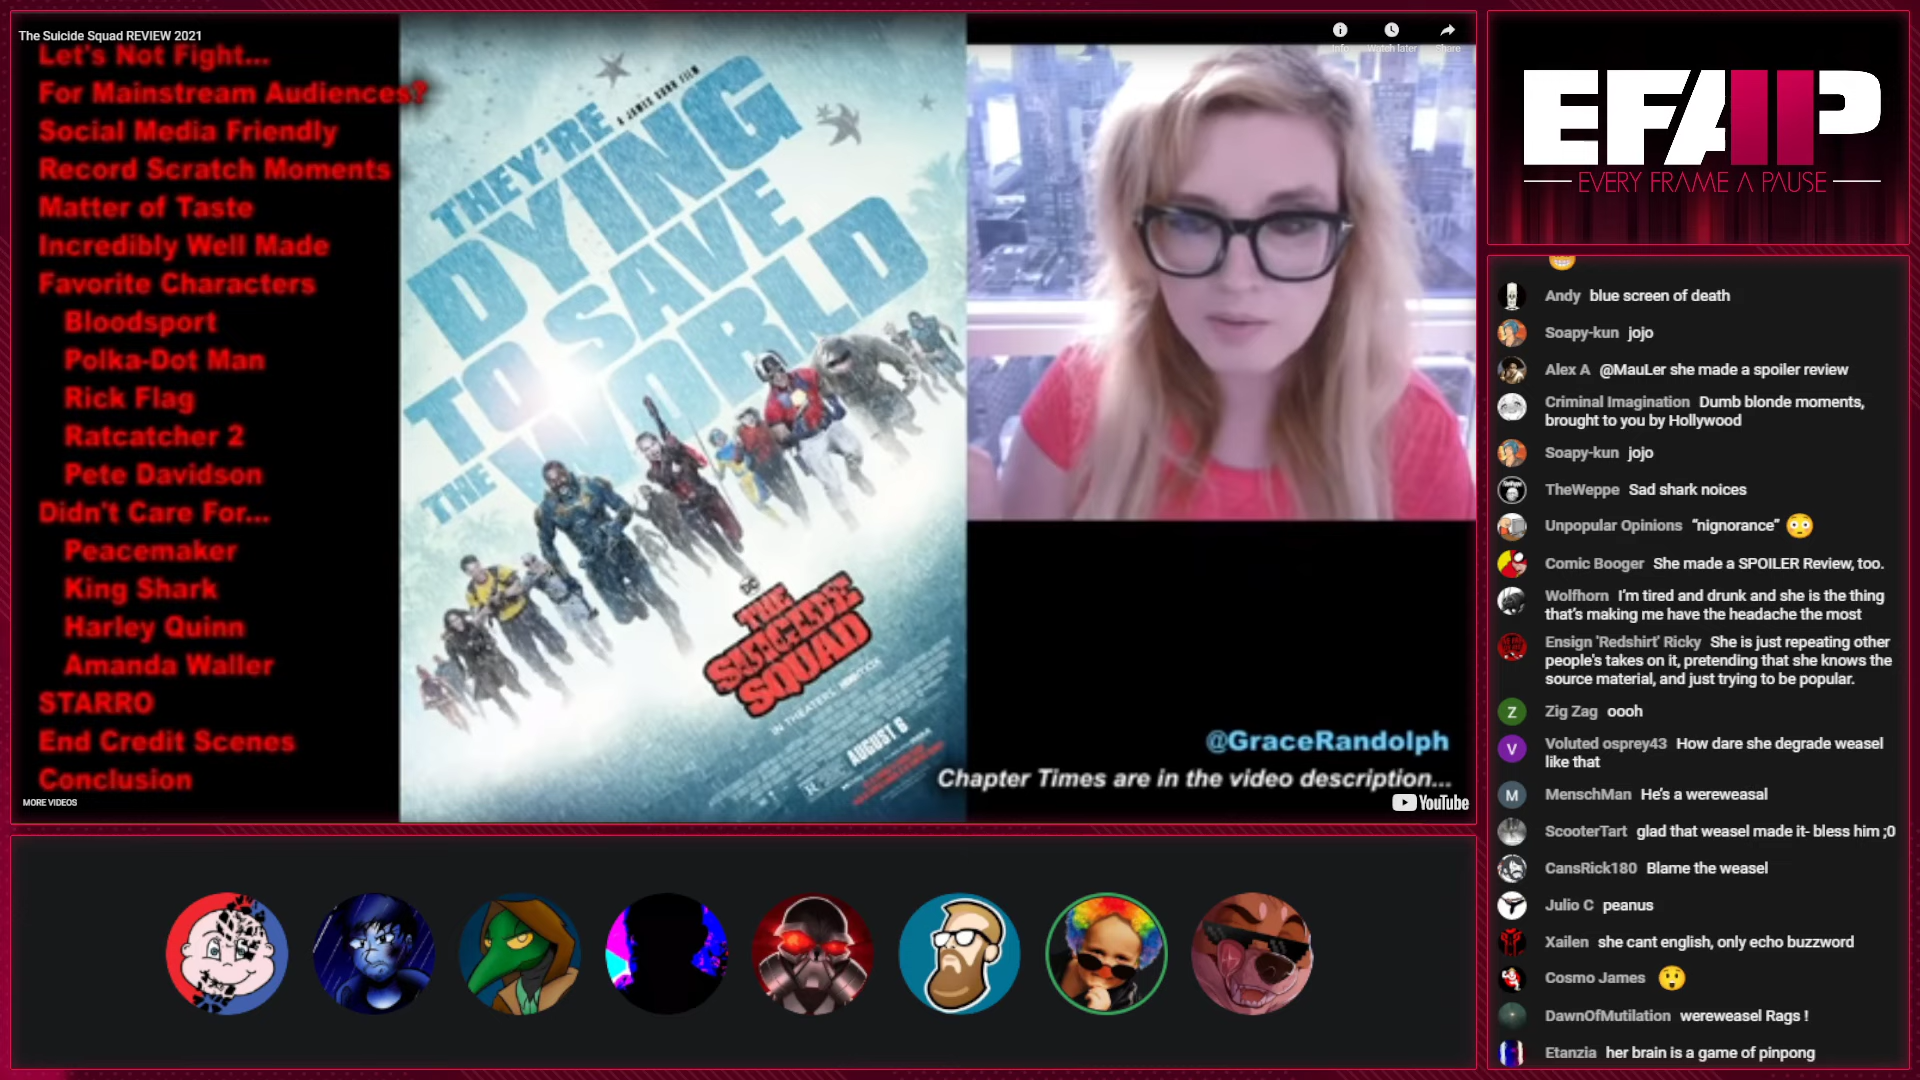 The Suicide Squad REVIEW 2021
Info
Watch later
Share
Let's Not Fight...
For Mainstream Audiences?
Social Media Friendly
Record Scratch Moments
Matter of Taste
Incredibly Well Made
Favorite Characters
Bloodsport
Polka-Dot Man
Rick Flag
Ratcatcher 2
Pete Davidson
Didn't Care For...
Peacemaker
King Shark
Harley Quinn
Amanda Waller
STARRO
End Credit Scenes
Conclusion
MORE VIDEOS
A JAMES GUNN FILM
THEY'RE
DYING
TO SAVE
THE WORLD
THE
SUICIDE
SQUAD
IN THEATERS
AUGUST 6
@GraceRandolph
Chapter Times are in the video description...
YouTube
EFAP
EVERY FRAME A PAUSE
Andy blue screen of death
Soapy-kun jojo
Alex A @MauLer she made a spoiler review
Criminal Imagination Dumb blonde moments,
brought to you by Hollywood
Soapy-kun jojo
TheWeppe Sad shark noices
Unpopular Opinions “nignorance”
Comic Booger She made a SPOILER Review, too.
Wolfhorn I'm tired and drunk and she is the thing
that's making me have the headache the most
Ensign 'Redshirt' Ricky She is just repeating other
people's takes on it, pretending that she knows the
source material, and just trying to be popular.
Z
Zig Zag oooh
V
Voluted osprey43 How dare she degrade weasel
like that
M
MenschMan He's a wereweasal
ScooterTart glad that weasel made it- bless him ;0
CansRick180 Blame the weasel
Julio C peanus
Xailen she cant english, only echo buzzword
Cosmo James
DawnOfMutilation wereweasel Rags !
Etanzia her brain is a game of pinpong